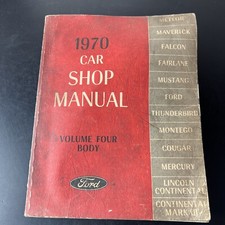 1970
CAR
SHOP
MANUAL
VOLUME FOUR
BODY
Ford
METEOR
MAVERICK
FALCON
FAIRLANE
MUSTANG
FORD
THUNDERBIRD
MONTEGO
COUGAR
MERCURY
LINCOLN
CONTINENTAL
CONTINENTAL
MARK III